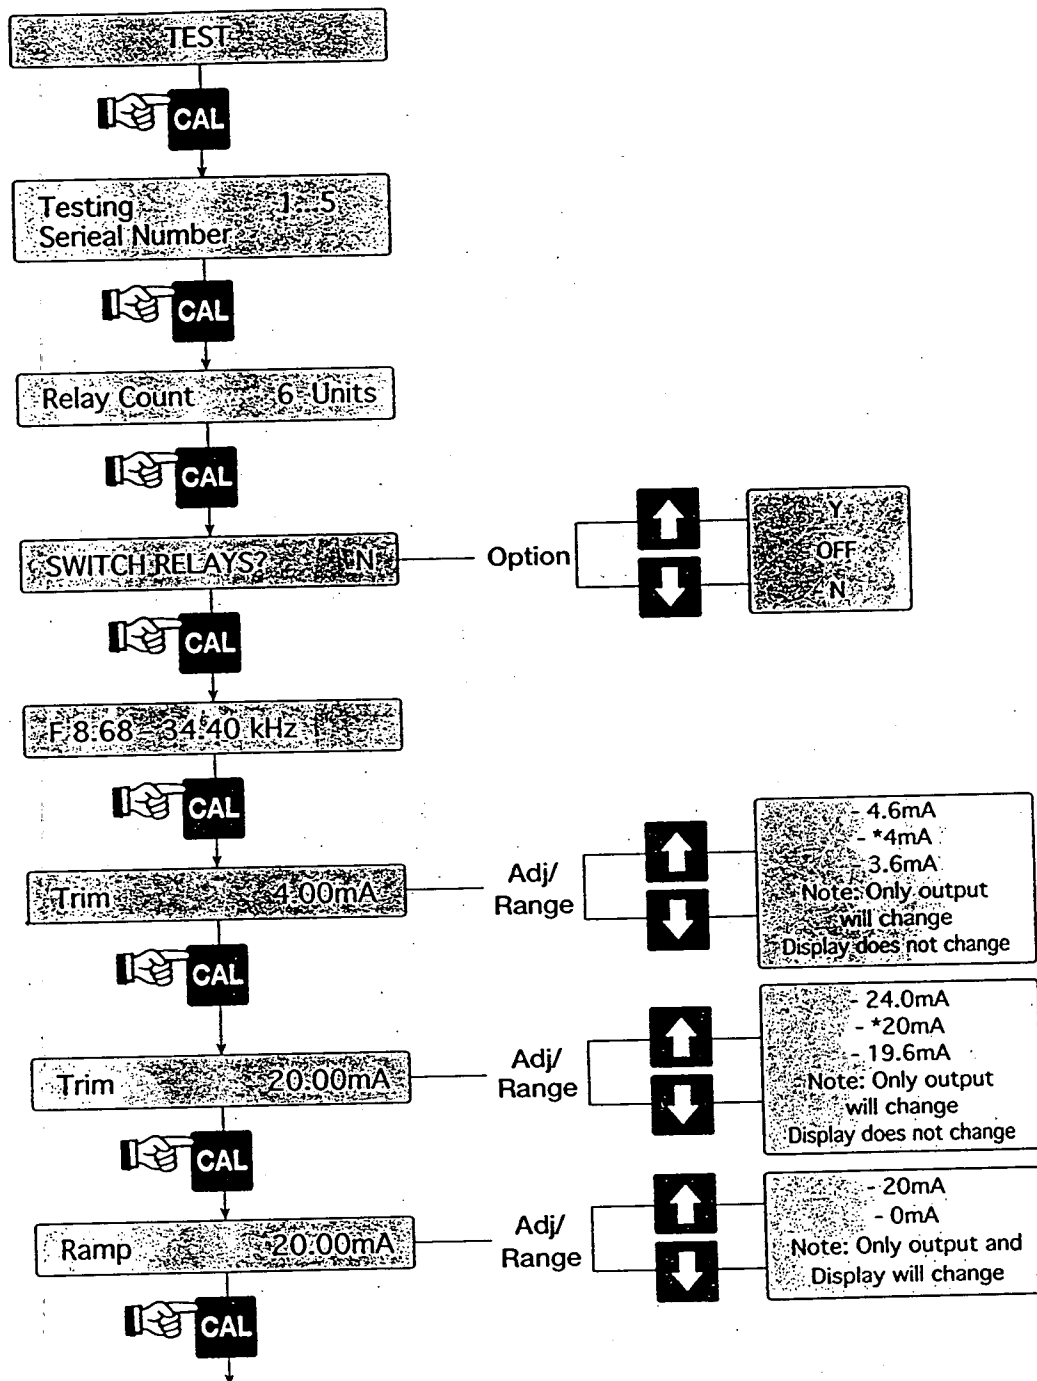 TEST
CAL
Testing 1...5
Serieal Number
CAL
Relay Count 6 Units
CAL
SWITCH RELAYS? N
Option
Y
OFF
N
CAL
F 8.68 - 34.40 kHz
CAL
Trim 4.00mA
Adj/
Range
- 4.6mA
- *4mA
- 3.6mA
Note: Only output
will change
Display does not change
CAL
Trim 20.00mA
Adj/
Range
- 24.0mA
- *20mA
- 19.6mA
Note: Only output
will change
Display does not change
CAL
Ramp 20.00mA
Adj/
Range
- 20mA
- 0mA
Note: Only output and
Display will change
CAL